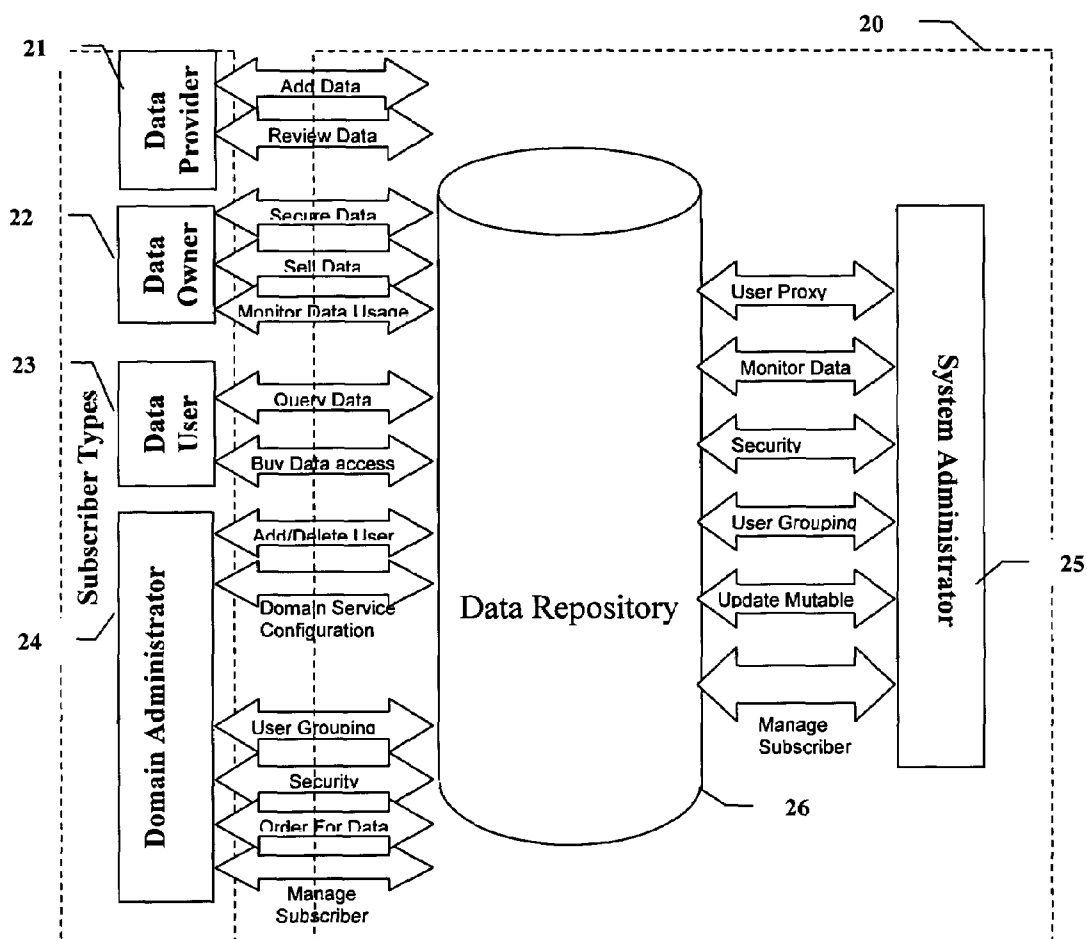 20
21
Data
Provider
Add Data
Review Data
22
Data
Owner
Secure Data
Sell Data
Monitor Data Usage
23
Data
User
Query Data
Buy Data access
Subscriber Types
24
Domain Administrator
Add/Delete User
Domain Service
Configuration
User Grouping
Security
Order For Data
Manage
Subscriber
Data Repository
26
User Proxy
Monitor Data
Security
User Grouping
Update Mutable
Manage
Subscriber
System Administrator
25